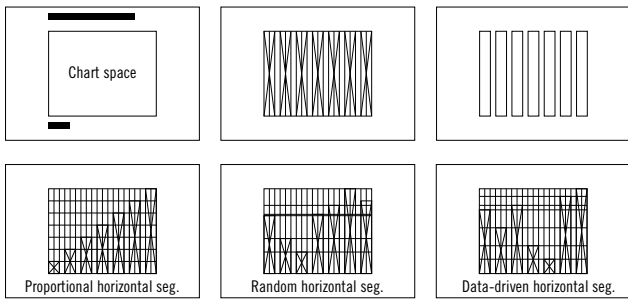 Chart space
Proportional horizontal seg.
Random horizontal seg.
Data-driven horizontal seg.